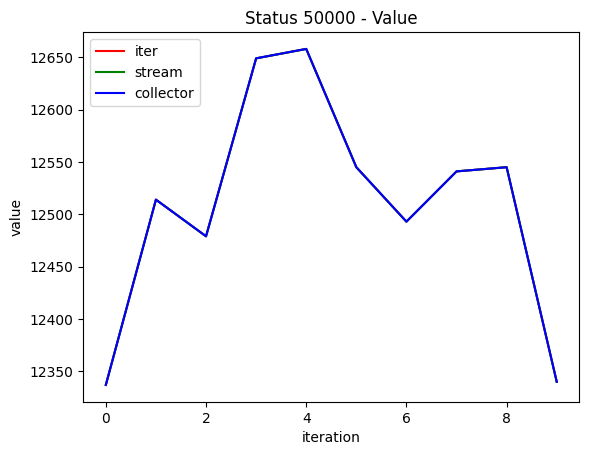 Status 50000 - Value
iter
stream
collector
value
12650
12600
12550
12500
12450
12400
12350
0
2
4
6
8
iteration